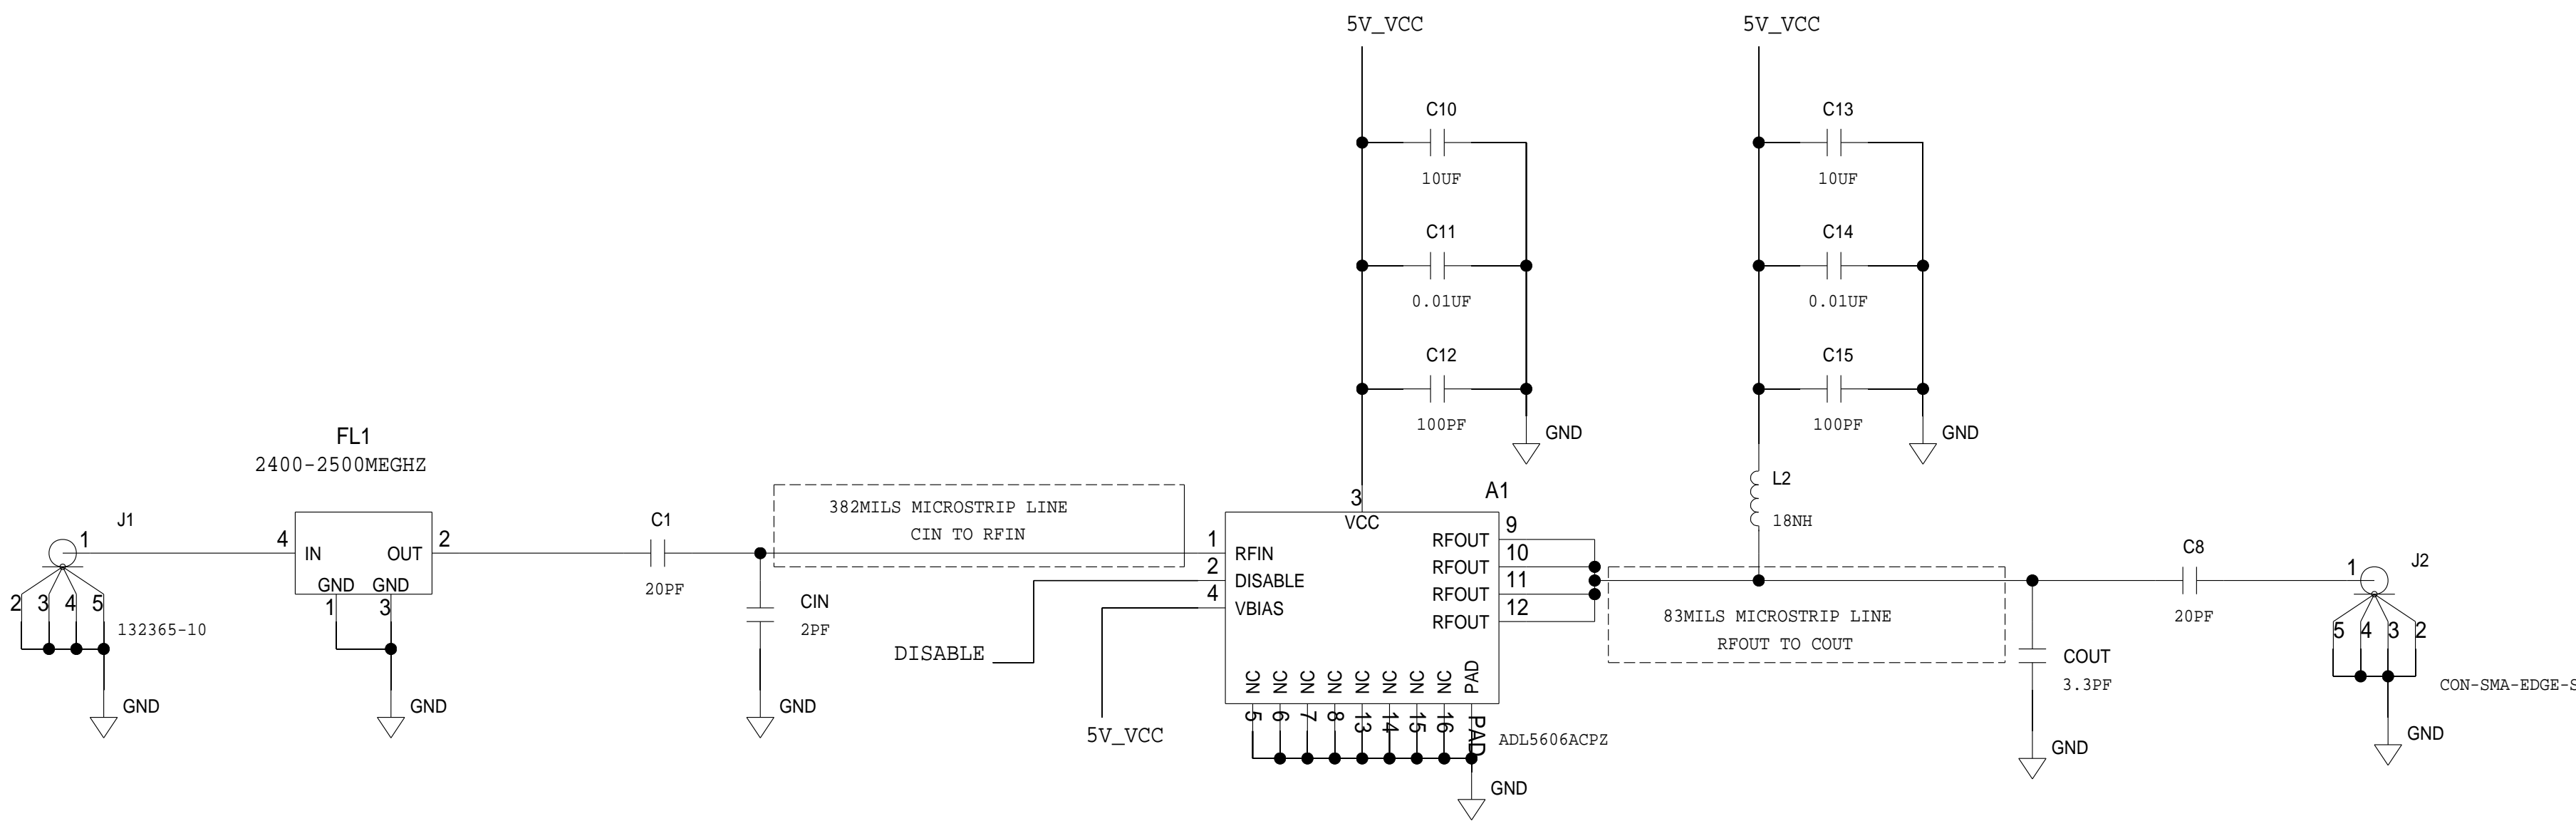 5V_VCC
5V_VCC
C10
10UF
C11
0.01UF
C12
100PF
GND
C13
10UF
C14
0.01UF
C15
100PF
GND
L2
18NH
FL1
2400-2500MEGHZ
J1
1
2 3 4 5
132365-10
GND
4 IN OUT 2
GND GND
1 3
GND
C1
20PF
382MILS MICROSTRIP LINE
CIN TO RFIN
CIN
2PF
GND
DISABLE
5V_VCC
A1
3
VCC
1 RFIN
2 DISABLE
4 VBIAS
RFOUT 9
RFOUT 10
RFOUT 11
RFOUT 12
NC NC NC NC NC NC NC NC PAD
5 6 7 8 13 14 15 16 PAD
ADL5606ACPZ
GND
83MILS MICROSTRIP LINE
RFOUT TO COUT
COUT
3.3PF
GND
C8
20PF
J2
1
5 4 3 2
CON-SMA-EDGE-S
GND